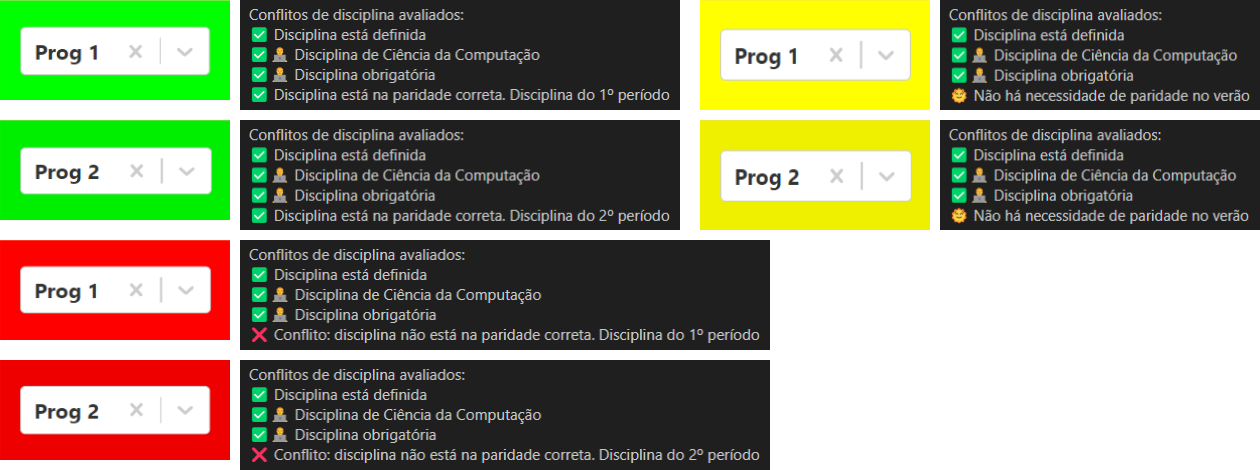 Prog 1
Conflitos de disciplina avaliados:
✅ Disciplina está definida
✅ 🧑‍💻 Disciplina de Ciência da Computação
✅ 🧑‍💻 Disciplina obrigatória
✅ Disciplina está na paridade correta. Disciplina do 1º período
Prog 1
Conflitos de disciplina avaliados:
✅ Disciplina está definida
✅ 🧑‍💻 Disciplina de Ciência da Computação
✅ 🧑‍💻 Disciplina obrigatória
🌞 Não há necessidade de paridade no verão
Prog 2
Conflitos de disciplina avaliados:
✅ Disciplina está definida
✅ 🧑‍💻 Disciplina de Ciência da Computação
✅ 🧑‍💻 Disciplina obrigatória
✅ Disciplina está na paridade correta. Disciplina do 2º período
Prog 2
Conflitos de disciplina avaliados:
✅ Disciplina está definida
✅ 🧑‍💻 Disciplina de Ciência da Computação
✅ 🧑‍💻 Disciplina obrigatória
🌞 Não há necessidade de paridade no verão
Prog 1
Conflitos de disciplina avaliados:
✅ Disciplina está definida
✅ 🧑‍💻 Disciplina de Ciência da Computação
✅ 🧑‍💻 Disciplina obrigatória
❌ Conflito: disciplina não está na paridade correta. Disciplina do 1º período
Prog 2
Conflitos de disciplina avaliados:
✅ Disciplina está definida
✅ 🧑‍💻 Disciplina de Ciência da Computação
✅ 🧑‍💻 Disciplina obrigatória
❌ Conflito: disciplina não está na paridade correta. Disciplina do 2º período